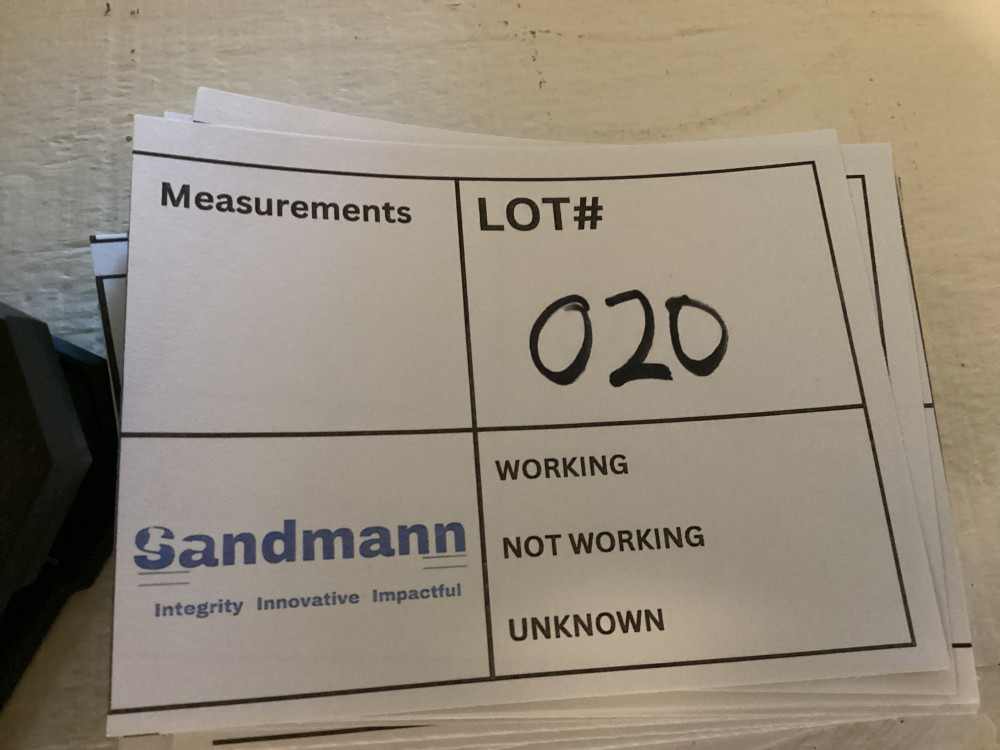 Measurements
LOT#
020
WORKING
NOT WORKING
UNKNOWN
Sandmann
Integrity Innovative Impactful